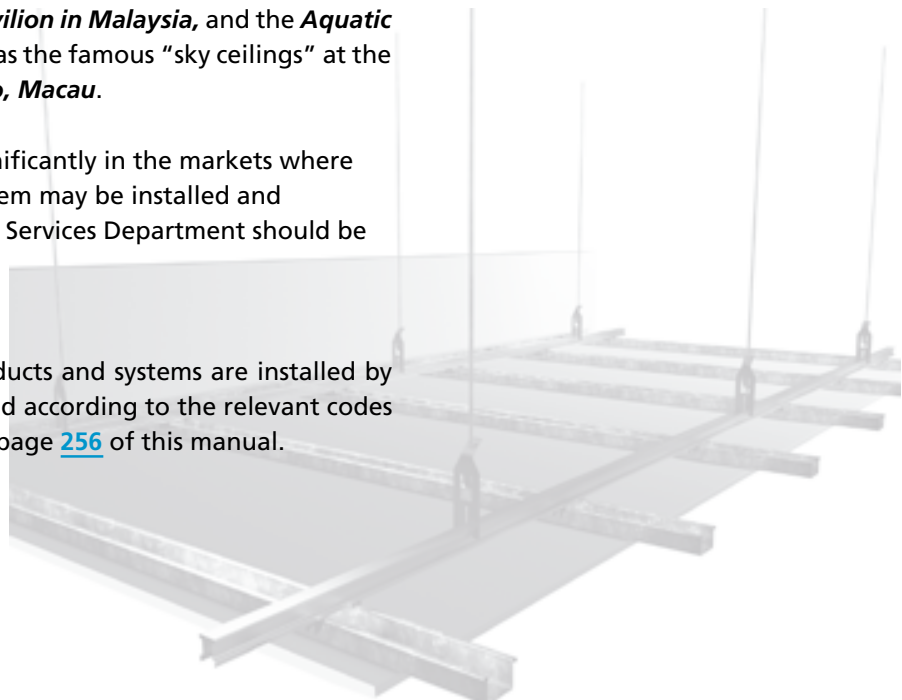 vilion in Malaysia, and the Aquatic
as the famous “sky ceilings” at the
o, Macau.
nificantly in the markets where
em may be installed and
Services Department should be
ducts and systems are installed by
d according to the relevant codes
page 256 of this manual.